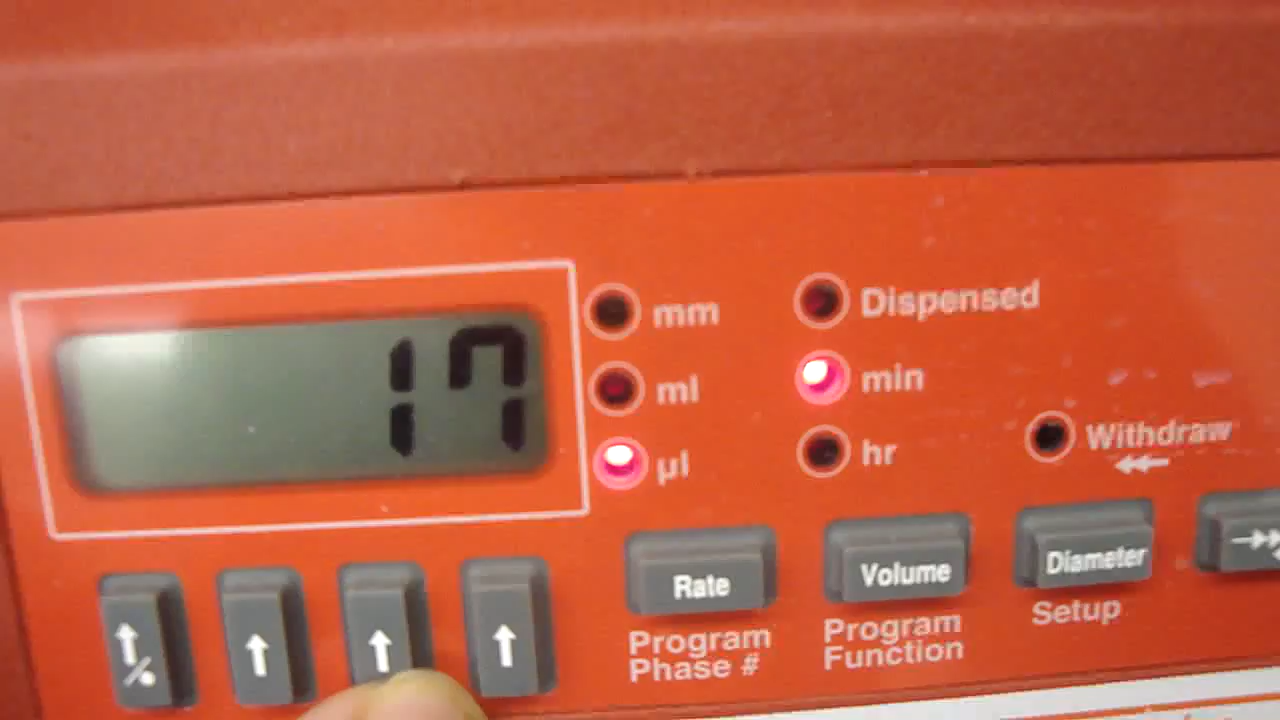 17
mm
ml
µl
Dispensed
min
hr
Withdraw
Rate
Volume
Diameter
Program
Phase #
Program
Function
Setup